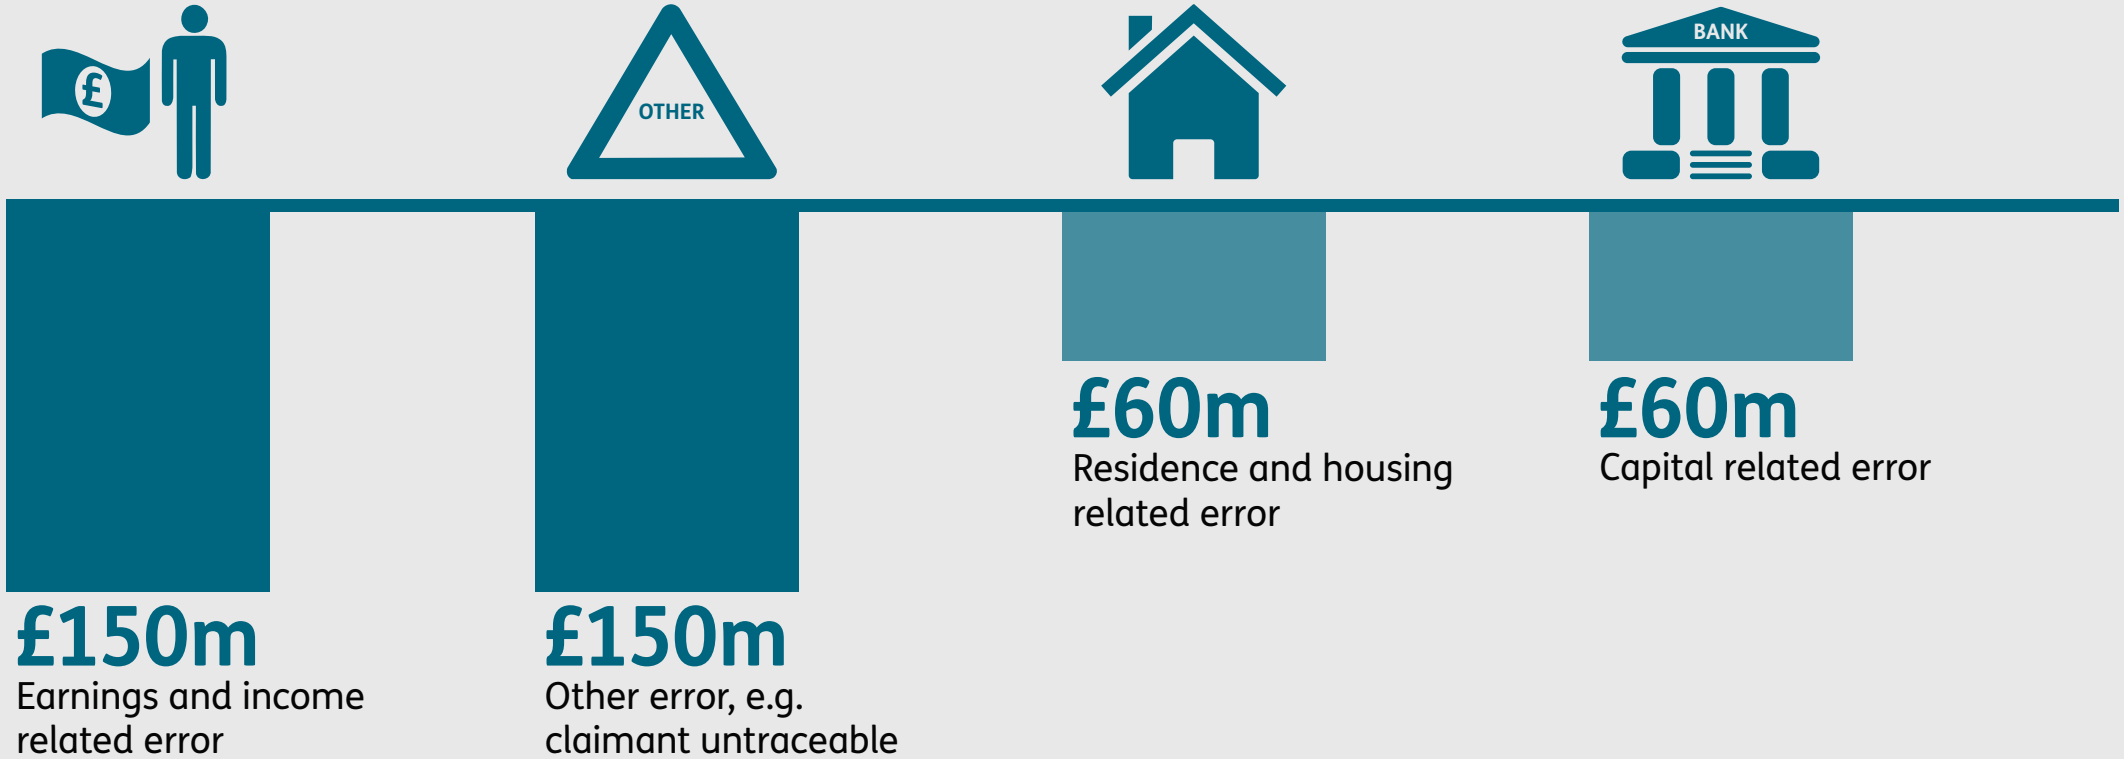 £
OTHER
BANK
£150m
Earnings and income
related error
£150m
Other error, e.g.
claimant untraceable
£60m
Residence and housing
related error
£60m
Capital related error